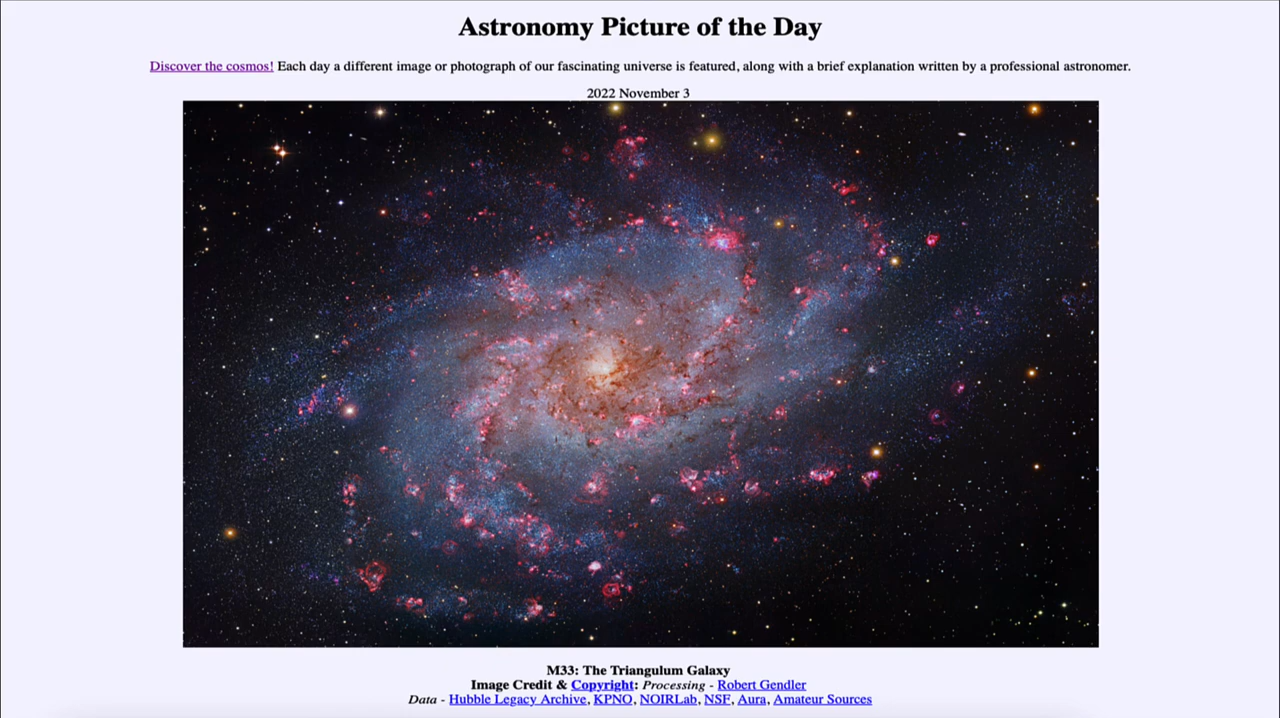 Astronomy Picture of the Day
Discover the cosmos! Each day a different image or photograph of our fascinating universe is featured, along with a brief explanation written by a professional astronomer.
2022 November 3
M33: The Triangulum Galaxy
Image Credit & Copyright: Processing - Robert Gendler
Data - Hubble Legacy Archive, KPNO, NOIRLab, NSF, Aura, Amateur Sources